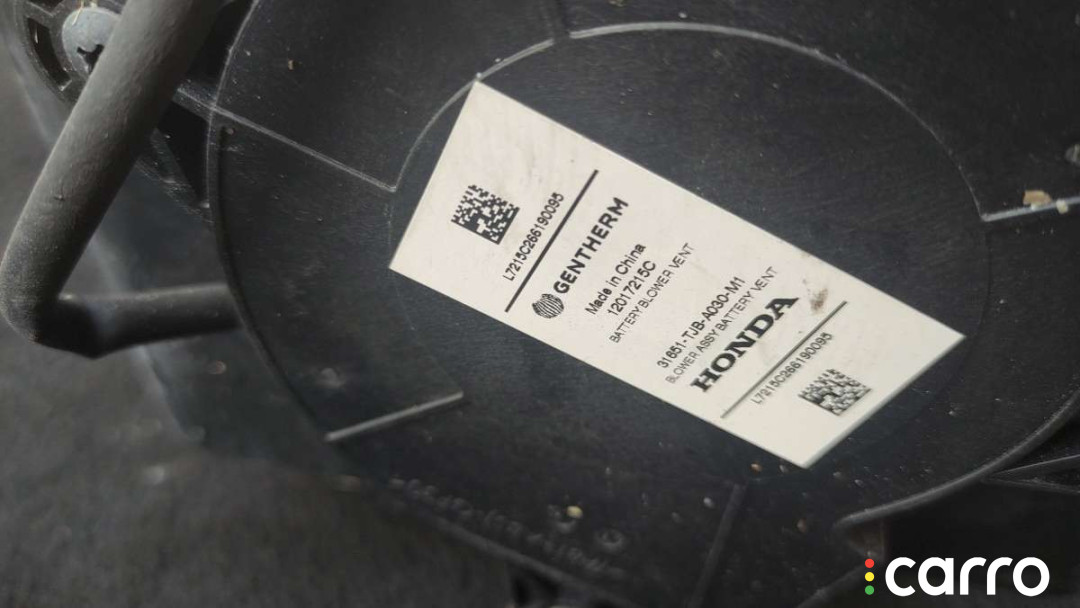 L7215C266190095
GENTHERM
Made in China
12017215C
BATTERY BLOWER VENT
31651-TJB-A030-M1
BLOWER ASSY BATTERY VENT
HONDA
L7215C266190095
carro